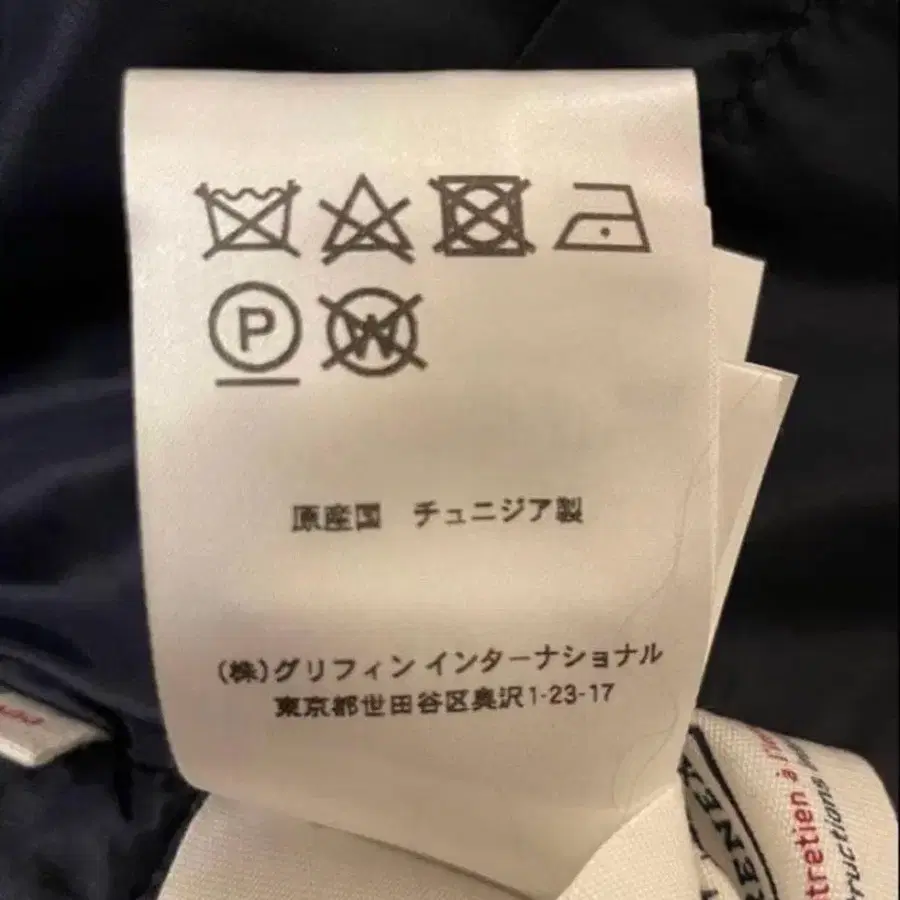 P
W
原産国 チュニジア製
(株)グリフィン インターナショナル
東京都世田谷区奥沢1-23-17